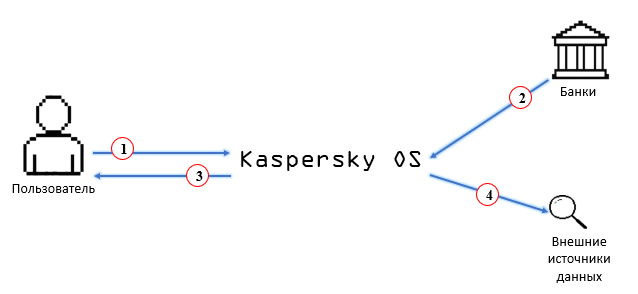 Банки
2
1
Kaspersky OS
3
Пользователь
4
Внешние
источники
данных